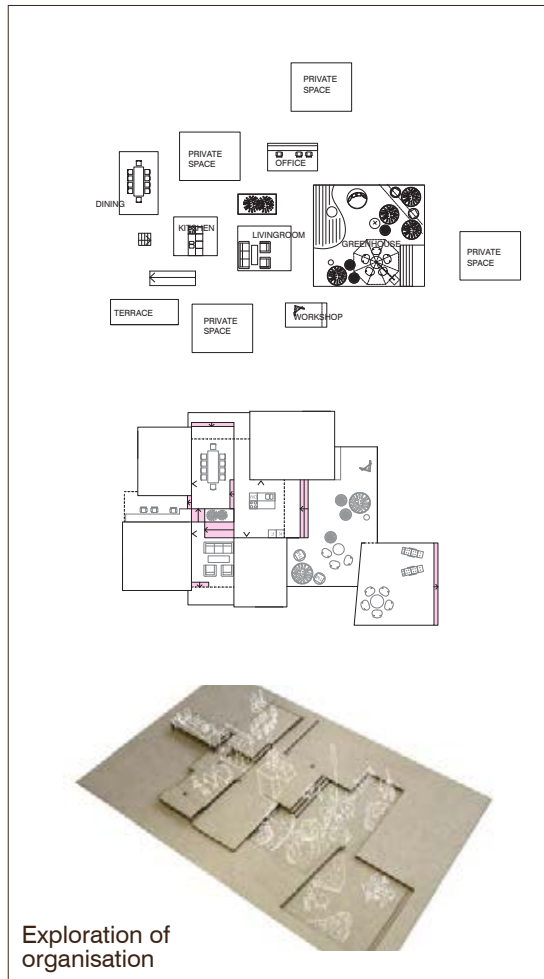 PRIVATE
SPACE
PRIVATE
SPACE
OFFICE
DINING
KITCHEN
LIVINGROOM
GREENHOUSE
PRIVATE
SPACE
TERRACE
PRIVATE
SPACE
WORKSHOP
Exploration of
organisation